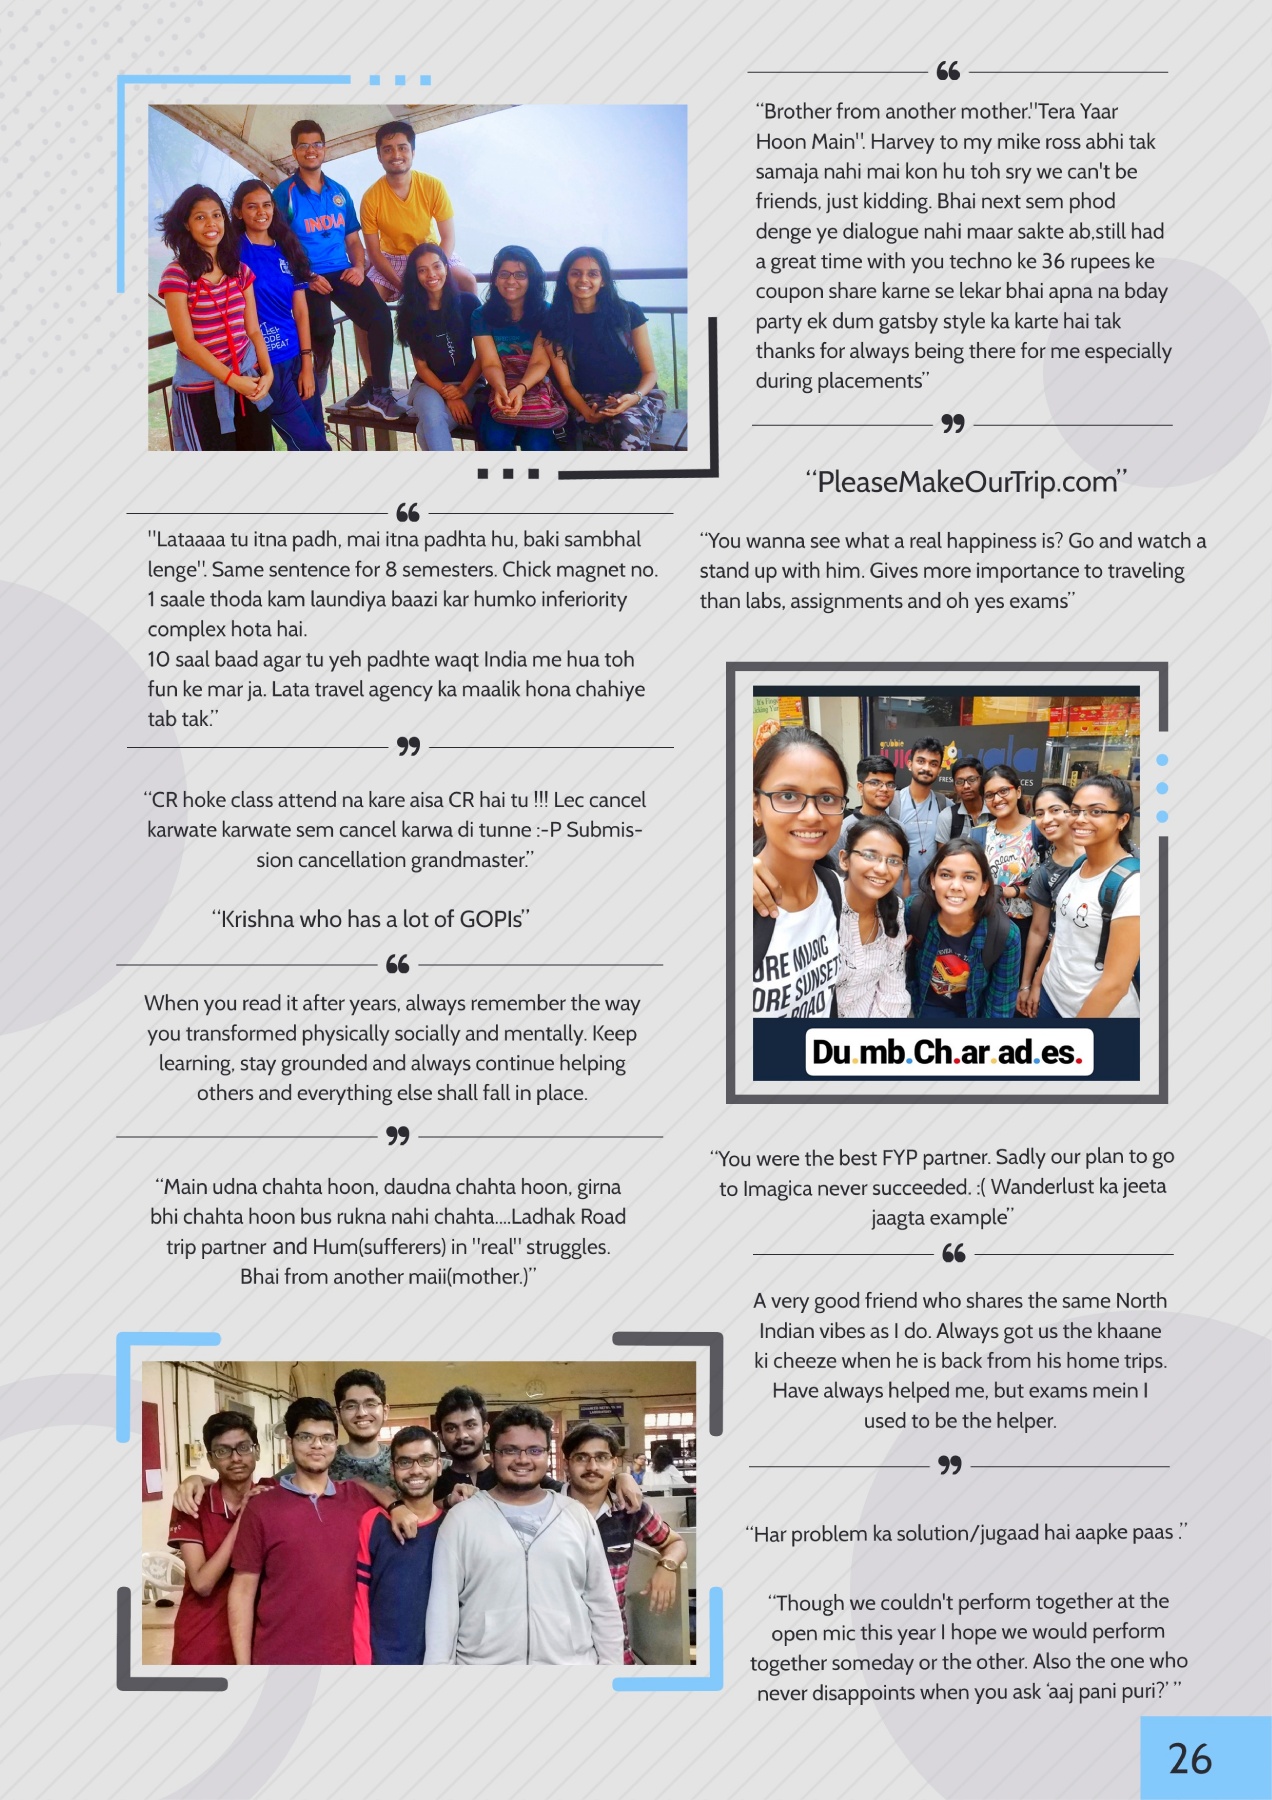 INDIA
“Lataaaa tu itna padh, mai itna padhta hu, baki sambhal
lenge". Same sentence for 8 semesters. Chick magnet no.
1 saale thoda kam laundiya baazi kar humko inferiority
complex hota hai.
10 saal baad agar tu yeh padhte waqt India me hua toh
fun ke mar ja. Lata travel agency ka maalik hona chahiye
tab tak.”
“CR hoke class attend na kare aisa CR hai tu !!! Lec cancel
karwate karwate sem cancel karwa di tunne :-P Submis-
sion cancellation grandmaster.”
“Krishna who has a lot of GOPIs”
When you read it after years, always remember the way
you transformed physically socially and mentally. Keep
learning, stay grounded and always continue helping
others and everything else shall fall in place.
“Main udna chahta hoon, daudna chahta hoon, girna
bhi chahta hoon bus rukna nahi chahta....Ladhak Road
trip partner and Hum(sufferers) in "real" struggles.
Bhai from another maii(mother.)”
“Brother from another mother."Tera Yaar
Hoon Main". Harvey to my mike ross abhi tak
samaja nahi mai kon hu toh sry we can't be
friends, just kidding. Bhai next sem phod
denge ye dialogue nahi maar sakte ab,still had
a great time with you techno ke 36 rupees ke
coupon share karne se lekar bhai apna na bday
party ek dum gatsby style ka karte hai tak
thanks for always being there for me especially
during placements”
“PleaseMakeOurTrip.com”
“You wanna see what a real happiness is? Go and watch a
stand up with him. Gives more importance to traveling
than labs, assignments and oh yes exams”
grubbie
ORE MUSIC
ORE SUNSET
Du.mb.Ch.ar.ad.es.
“You were the best FYP partner. Sadly our plan to go
to Imagica never succeeded. :( Wanderlust ka jeeta
jaagta example”
A very good friend who shares the same North
Indian vibes as I do. Always got us the khaane
ki cheeze when he is back from his home trips.
Have always helped me, but exams mein I
used to be the helper.
“Har problem ka solution/jugaad hai aapke paas .”
“Though we couldn't perform together at the
open mic this year I hope we would perform
together someday or the other. Also the one who
never disappoints when you ask ‘aaj pani puri?’ ”
26